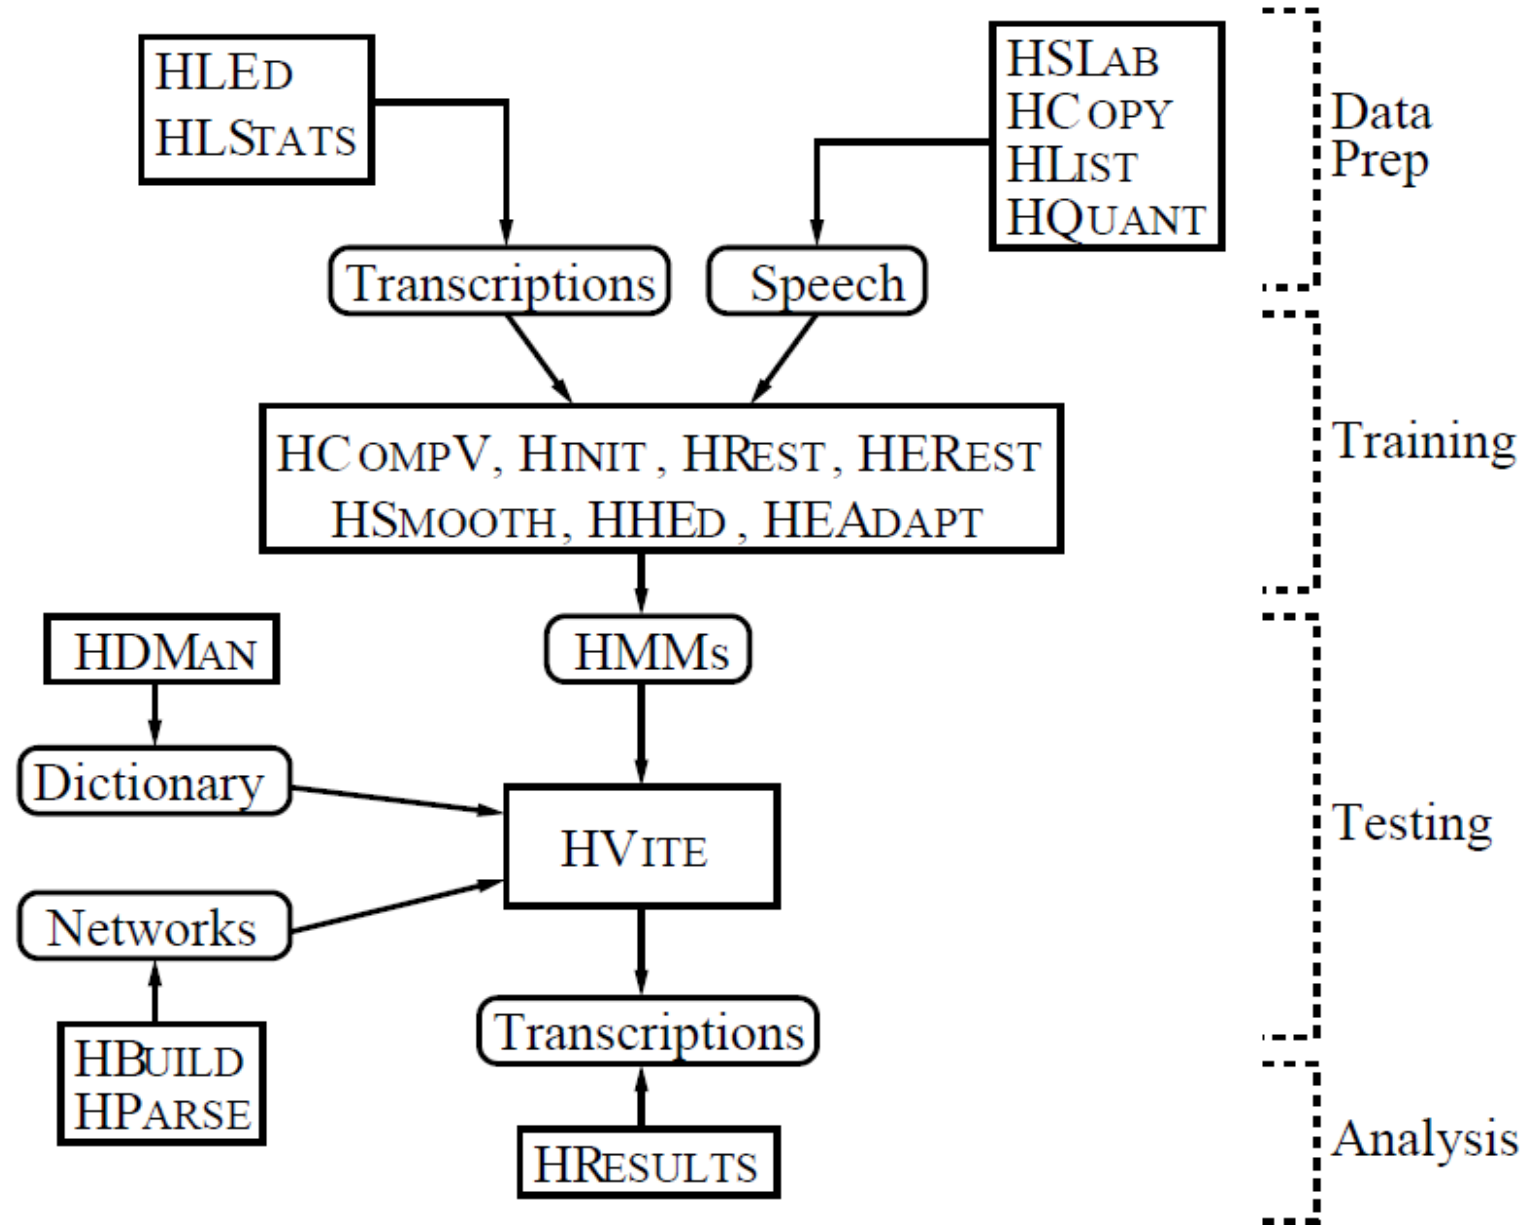 HLED
HLSTATS
HSLAB
HCOPY
HLIST
HQUANT
Data
Prep
Transcriptions
Speech
HCOMPV, HINIT, HREST, HEREST
HSMOOTH, HHED, HEADAPT
Training
HDMAN
HMMs
Dictionary
HVITE
Testing
Networks
Transcriptions
HBUILD
HPARSE
HRESULTS
Analysis